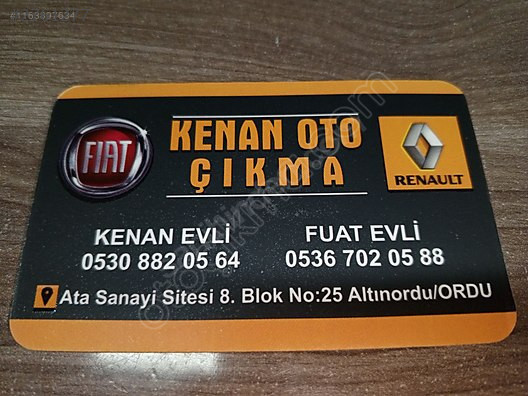 #1163397634
FIAT
KENAN OTO
ÇIKMA
RENAULT
KENAN EVLİ
0530 882 05 64
FUAT EVLİ
0536 702 05 88
Ata Sanayi Sitesi 8. Blok No:25 Altınordu/ORDU